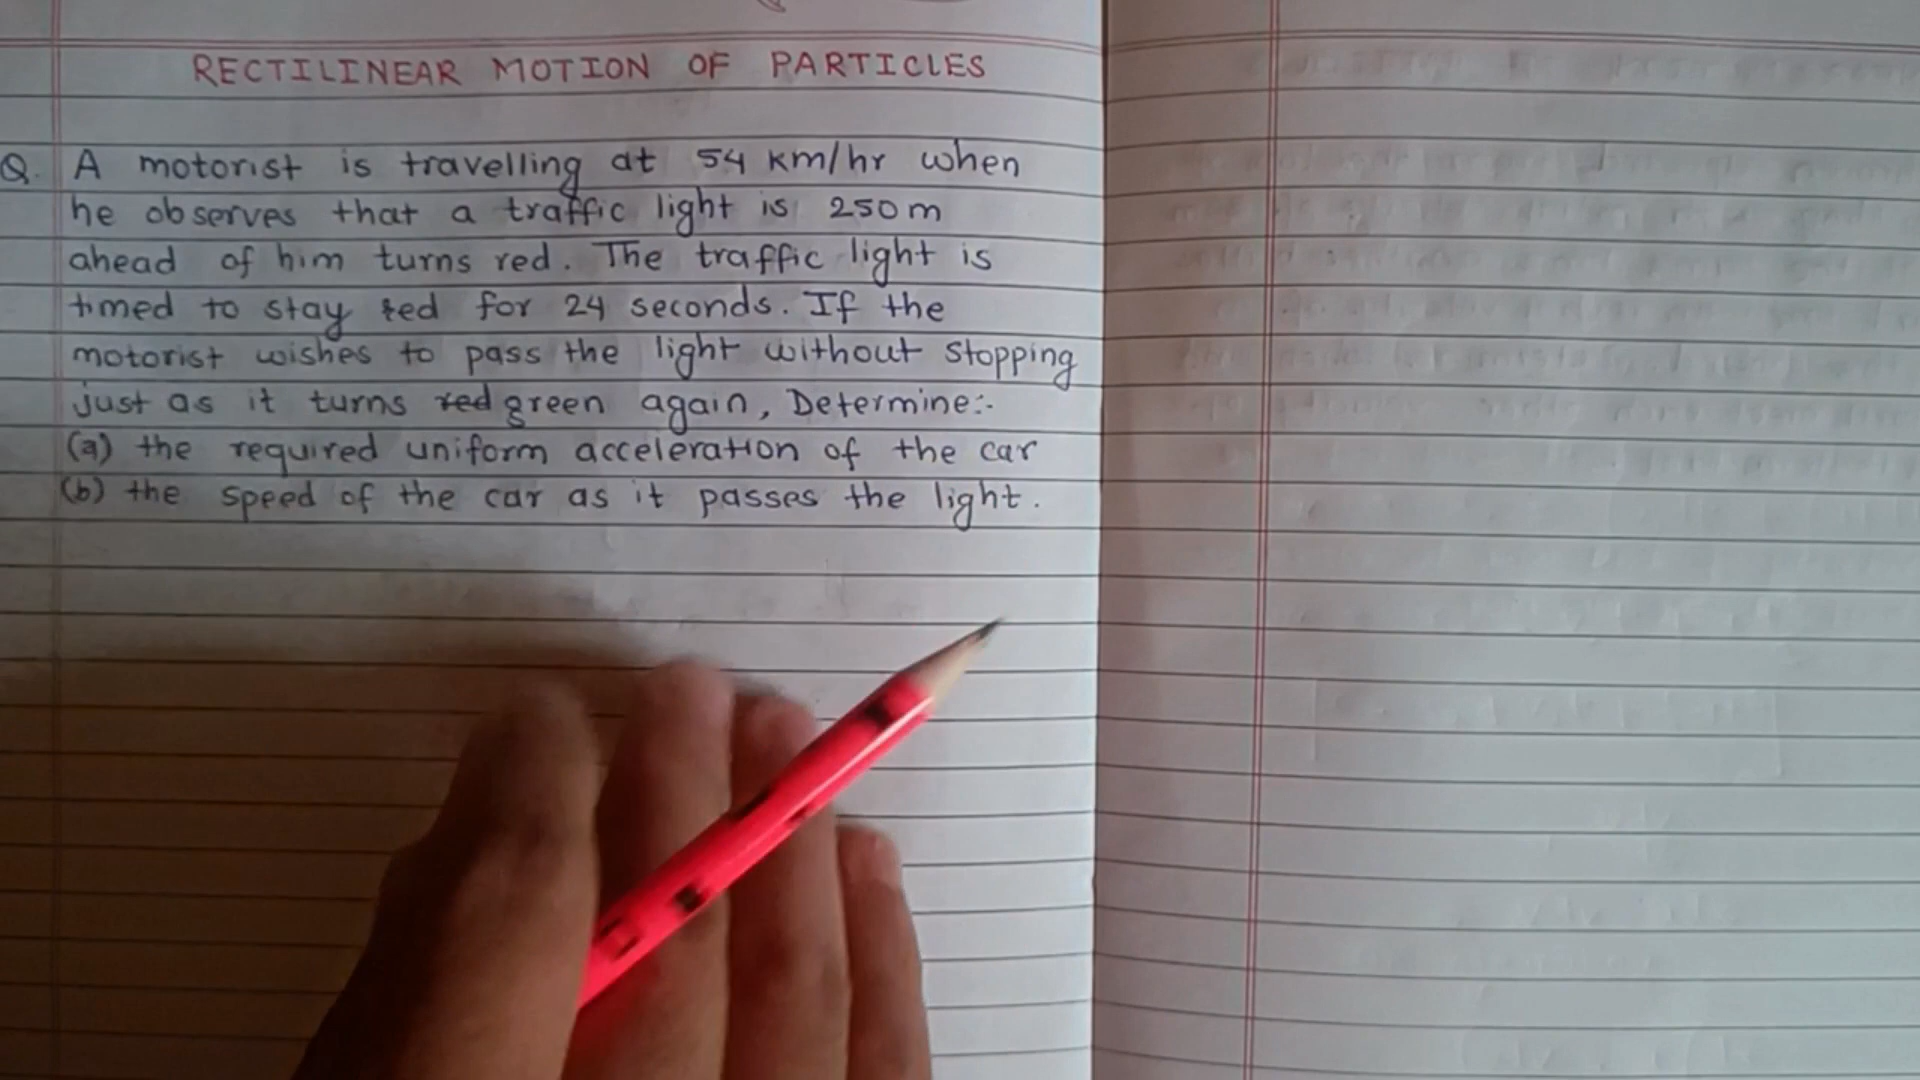 RECTILINEAR MOTION OF PARTICLES
Q. A motorist is travelling at 54 km/hr when
he observes that a traffic light is 250m
ahead of him turns red. The traffic light is
timed to stay red for 24 seconds. If the
motorist wishes to pass the light without stopping
just as it turns red green again, Determine:-
(a) the required uniform acceleration of the car
(b) the speed of the car as it passes the light.